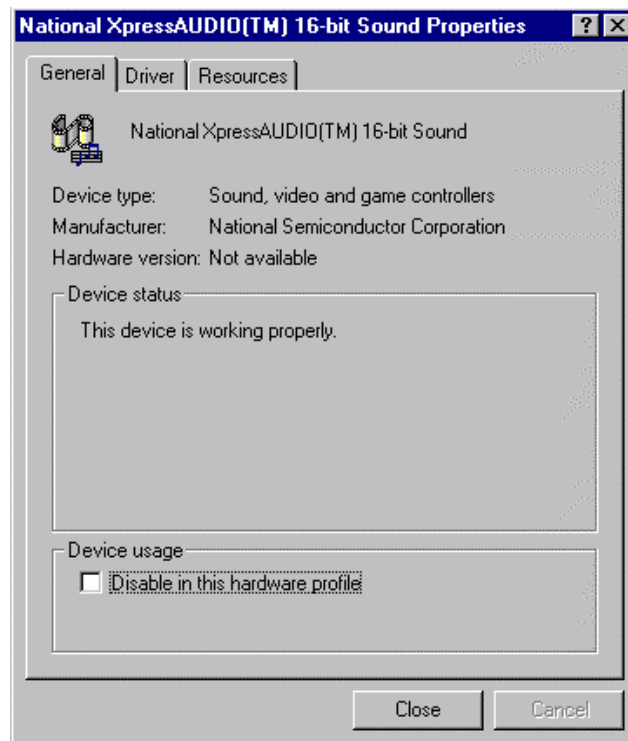 National XpressAUDIO(TM) 16-bit Sound Properties
General Driver Resources
National XpressAUDIO(TM) 16-bit Sound
Device type: Sound, video and game controllers
Manufacturer: National Semiconductor Corporation
Hardware version: Not available
Device status
This device is working properly.
Device usage
Disable in this hardware profile
Close Cancel